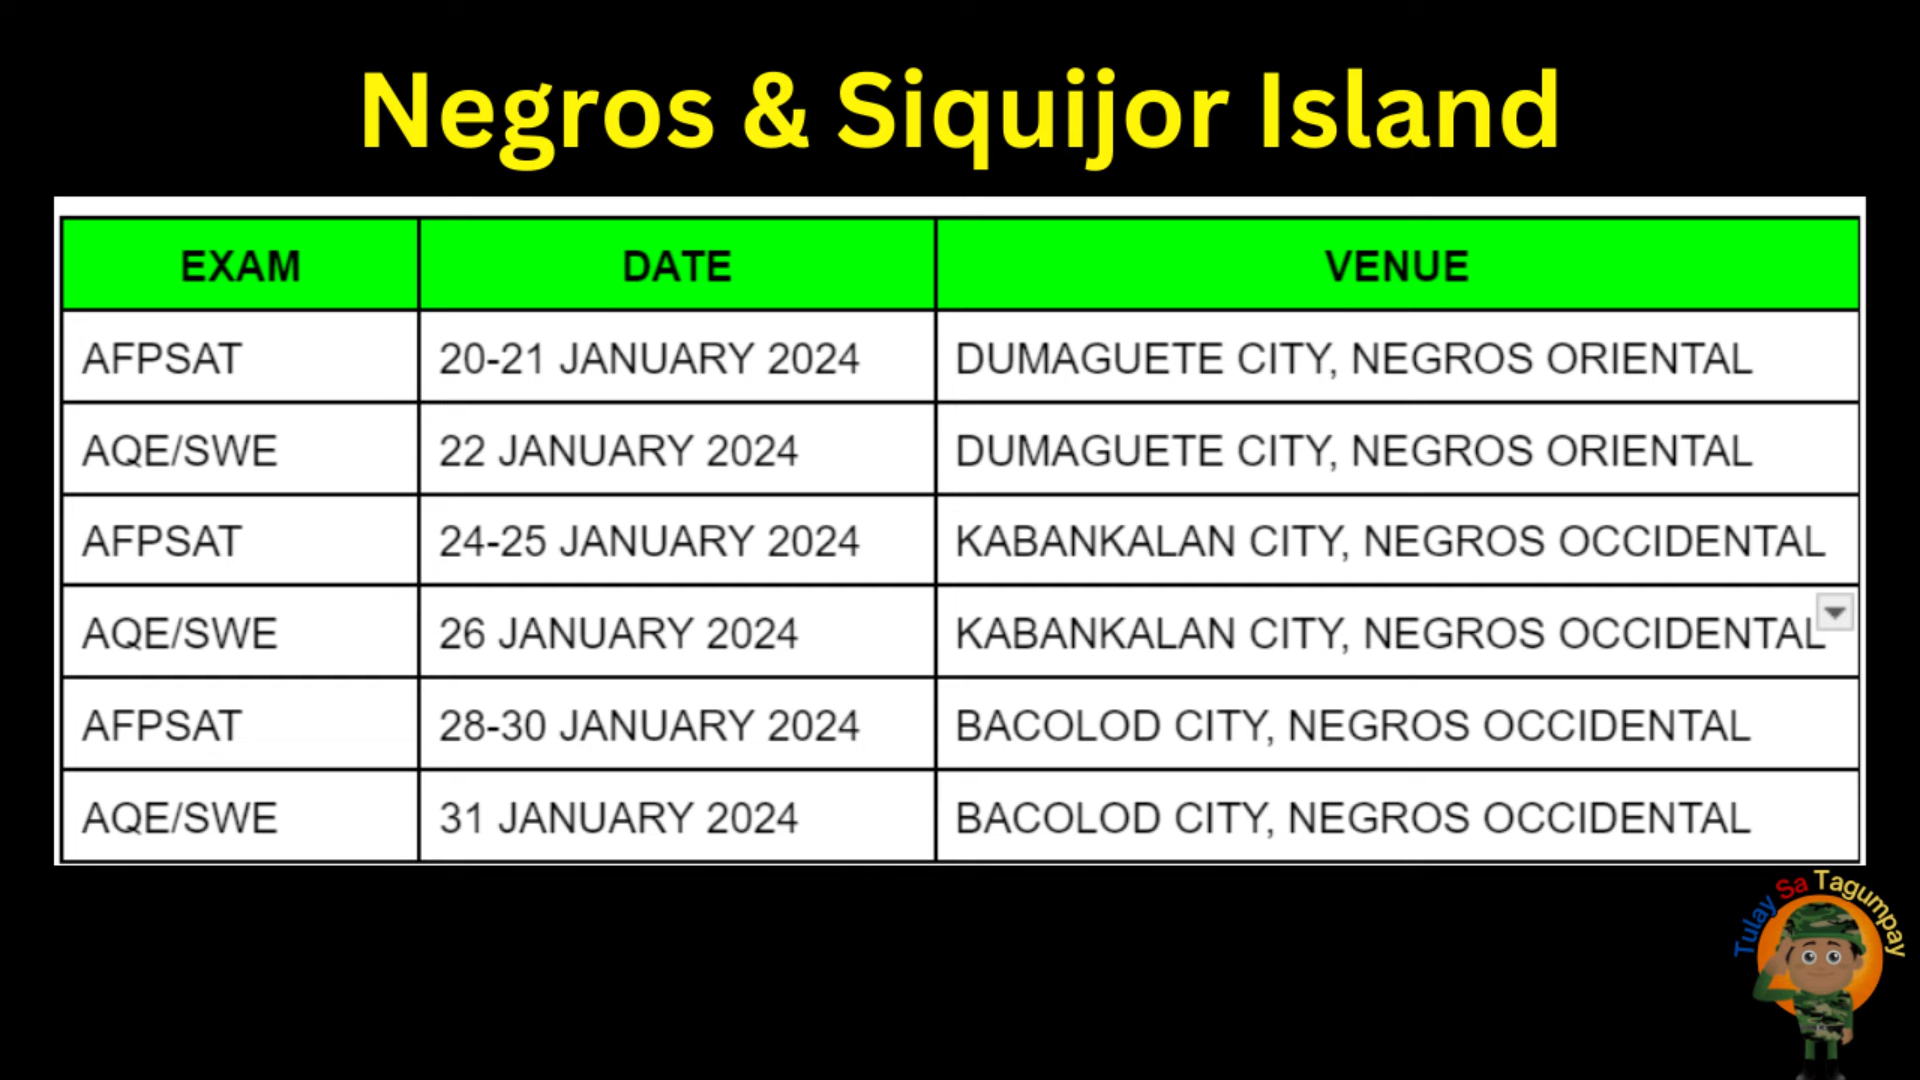 Negros & Siquijor Island
EXAM DATE VENUE
AFPSAT 20-21 JANUARY 2024 DUMAGUETE CITY, NEGROS ORIENTAL
AQE/SWE 22 JANUARY 2024 DUMAGUETE CITY, NEGROS ORIENTAL
AFPSAT 24-25 JANUARY 2024 KABANKALAN CITY, NEGROS OCCIDENTAL
AQE/SWE 26 JANUARY 2024 KABANKALAN CITY, NEGROS OCCIDENTAL
AFPSAT 28-30 JANUARY 2024 BACOLOD CITY, NEGROS OCCIDENTAL
AQE/SWE 31 JANUARY 2024 BACOLOD CITY, NEGROS OCCIDENTAL
Tulay Sa Tagumpay